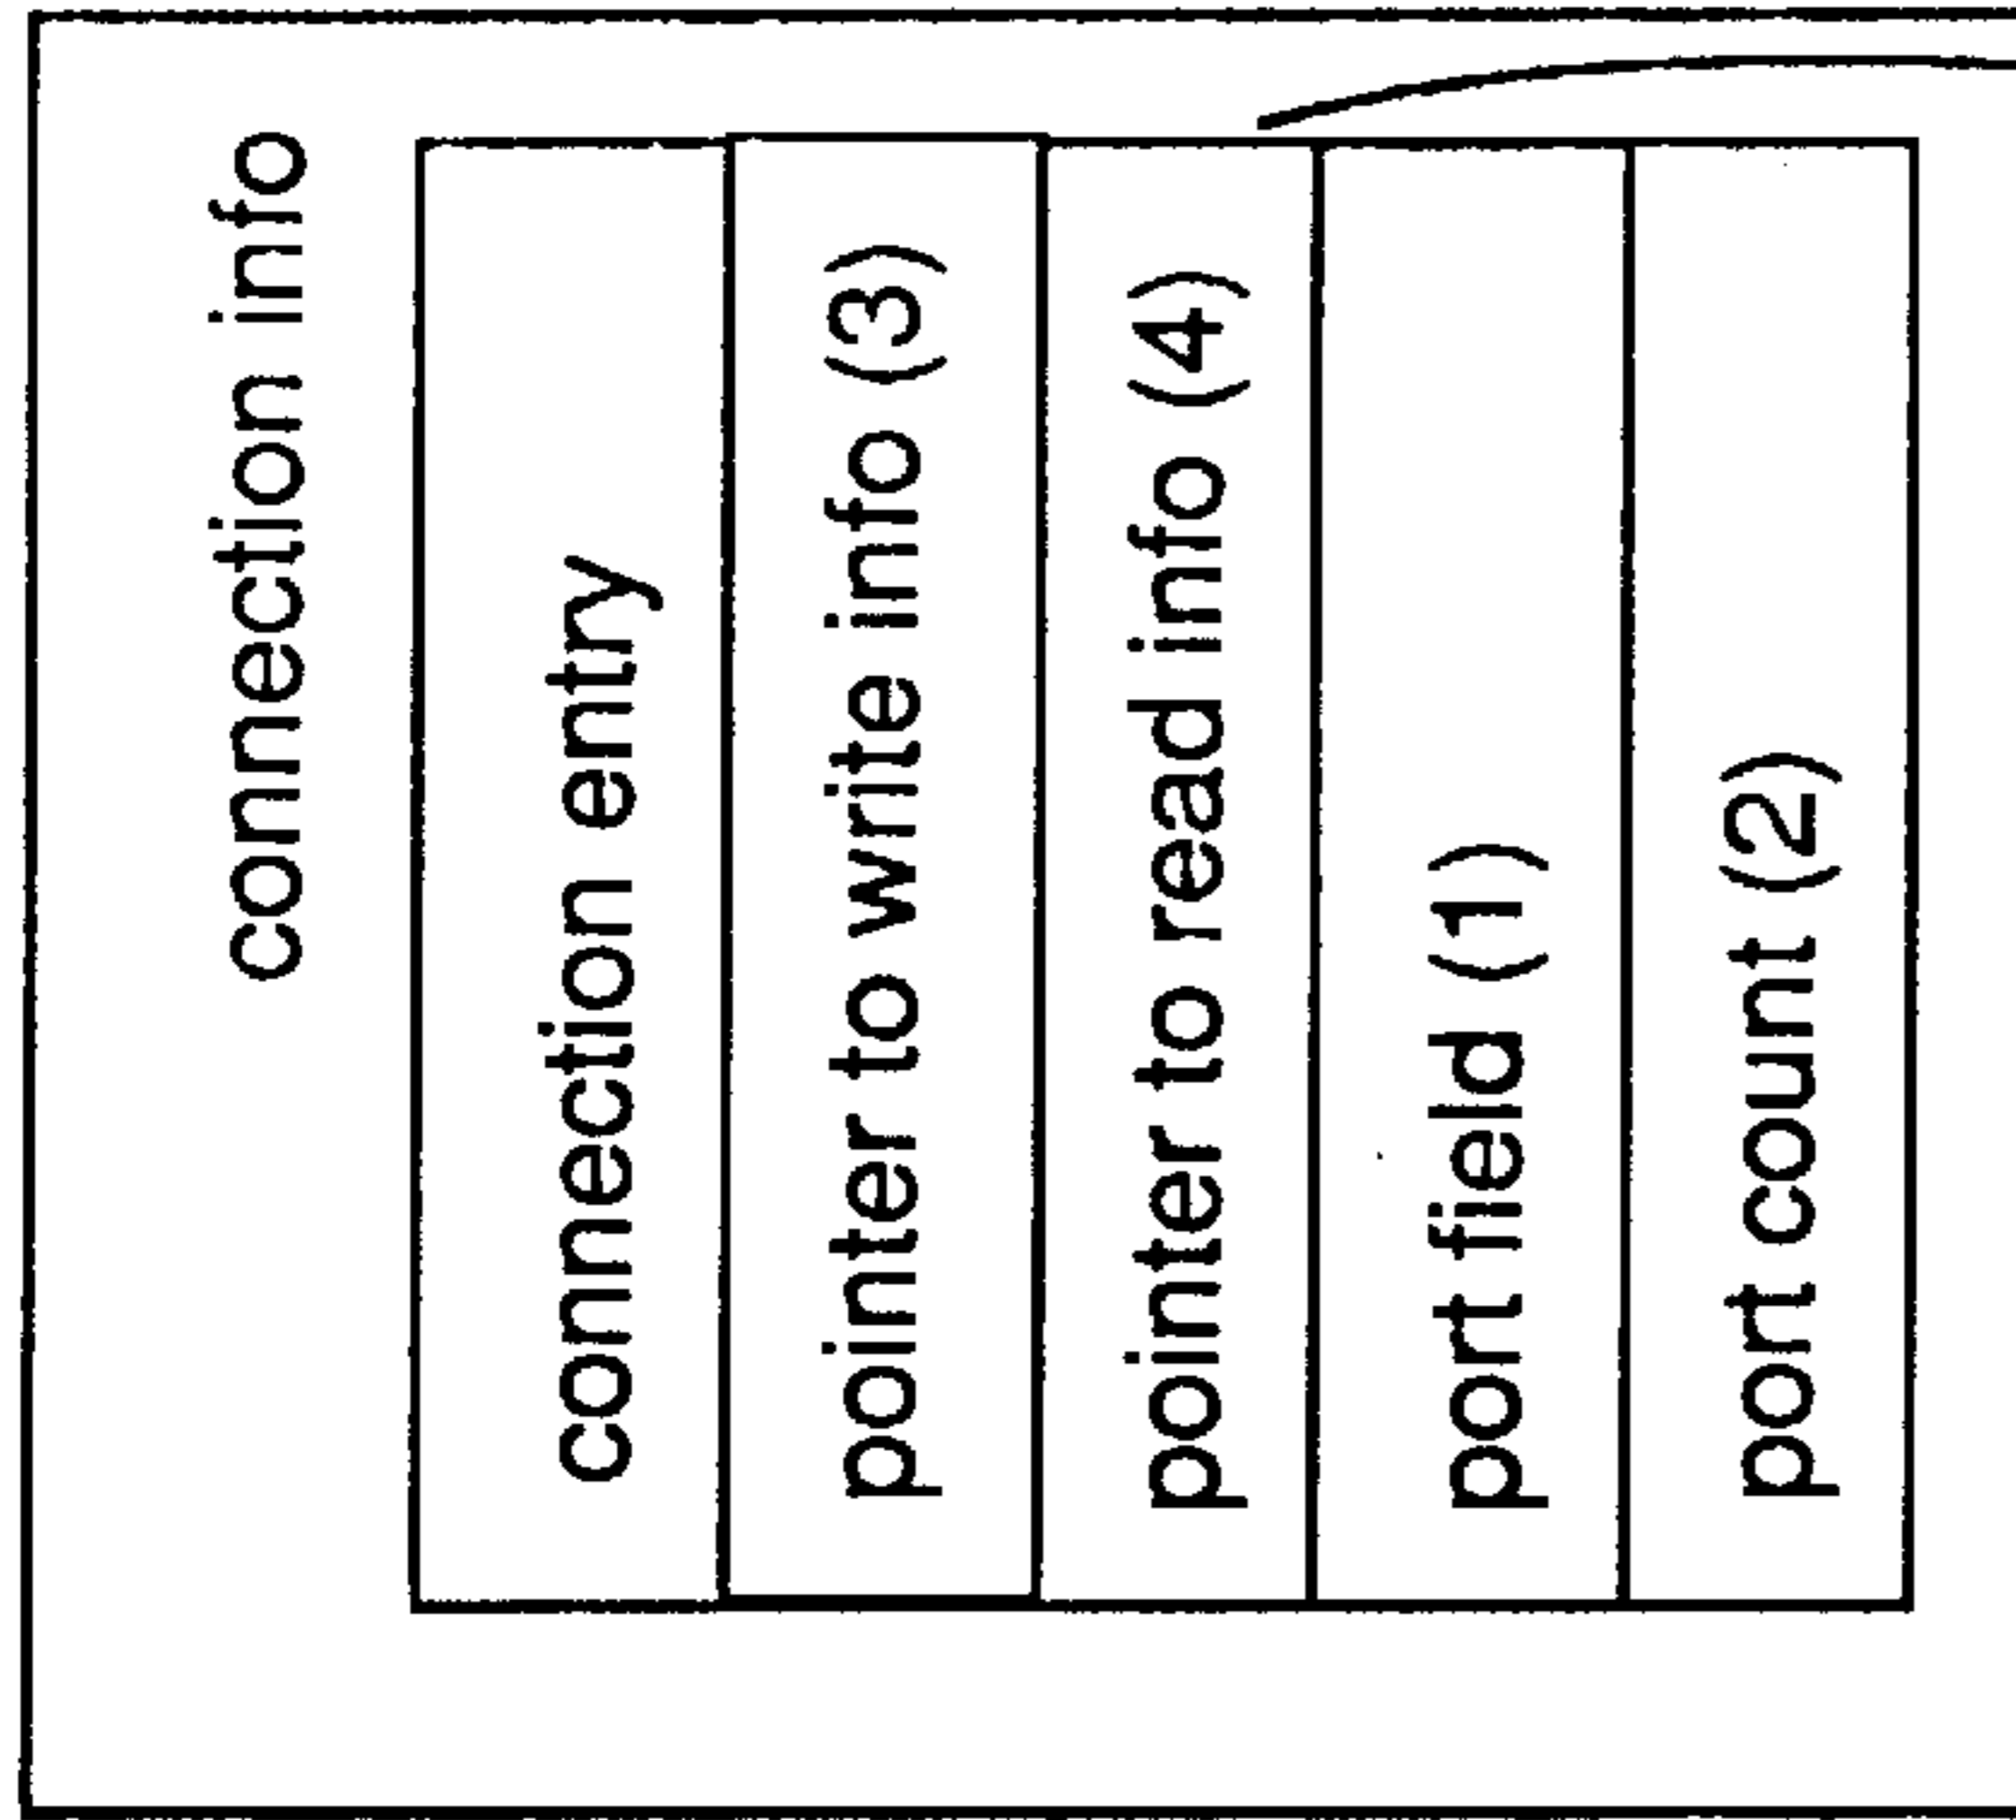 connection info
connection entry
pointer to write info (3)
pointer to read info (4)
port field (1)
port count (2)